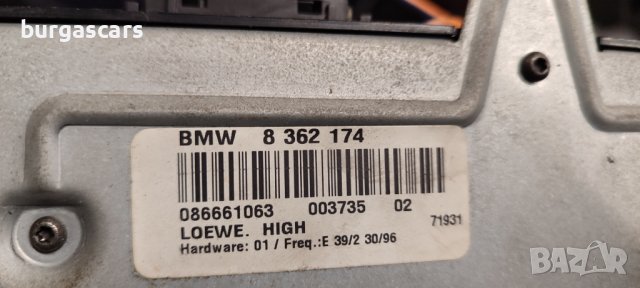 burgascars
BMW 8 362 174
086661063 003735 02
71931
LOEWE. HIGH
Hardware: 01 / Freq.:E 39/2 30/96
BAZAR